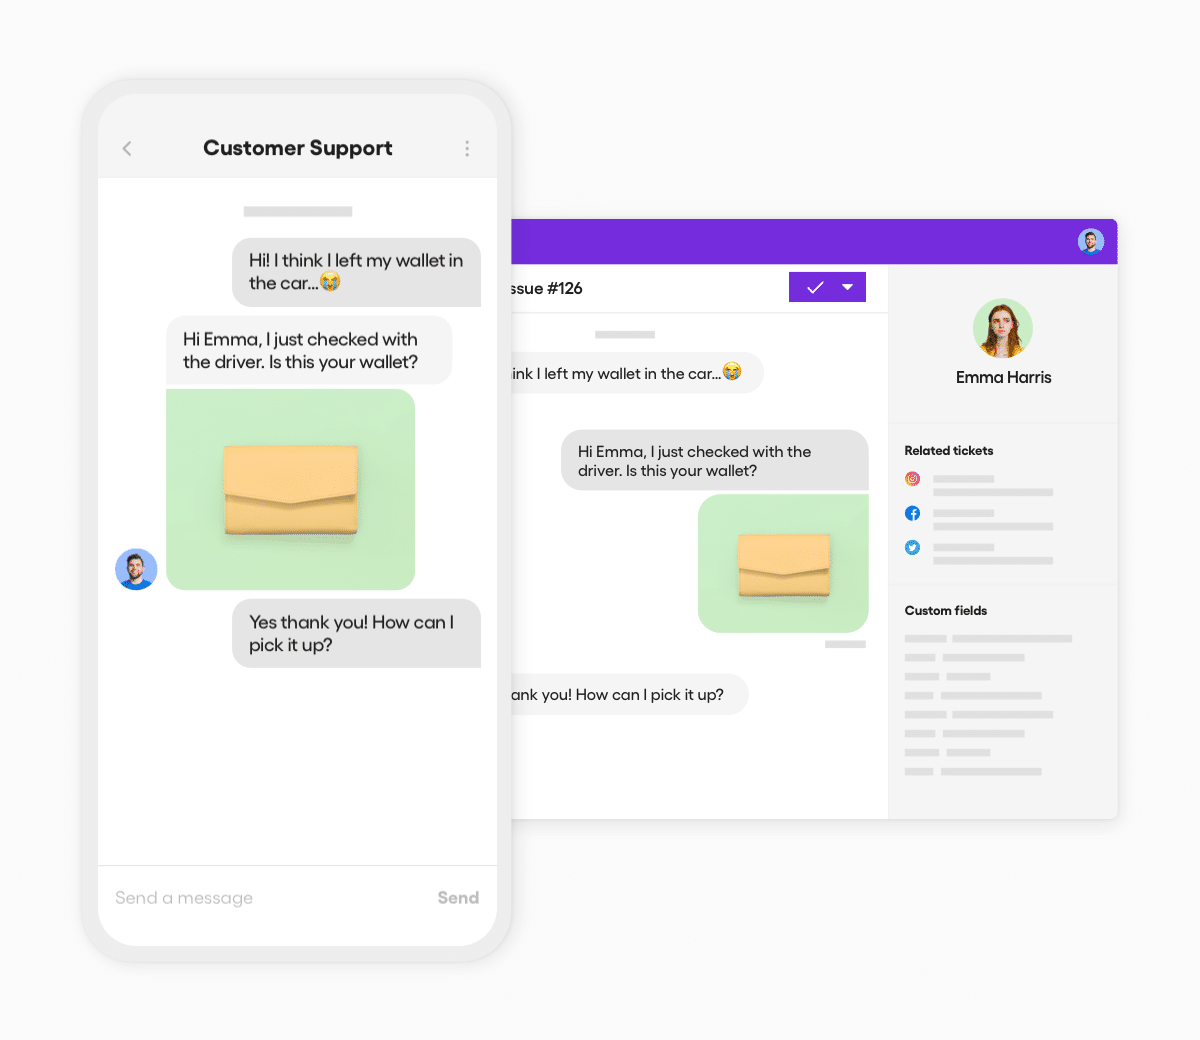 Customer Support
Hi! I think I left my wallet in
the car...😭
Hi Emma, I just checked with
the driver. Is this your wallet?
Yes thank you! How can I
pick it up?
Send a message
Send
ssue #126
ink I left my wallet in the car...😭
Hi Emma, I just checked with the
driver. Is this your wallet?
ank you! How can I pick it up?
Emma Harris
Related tickets
Custom fields